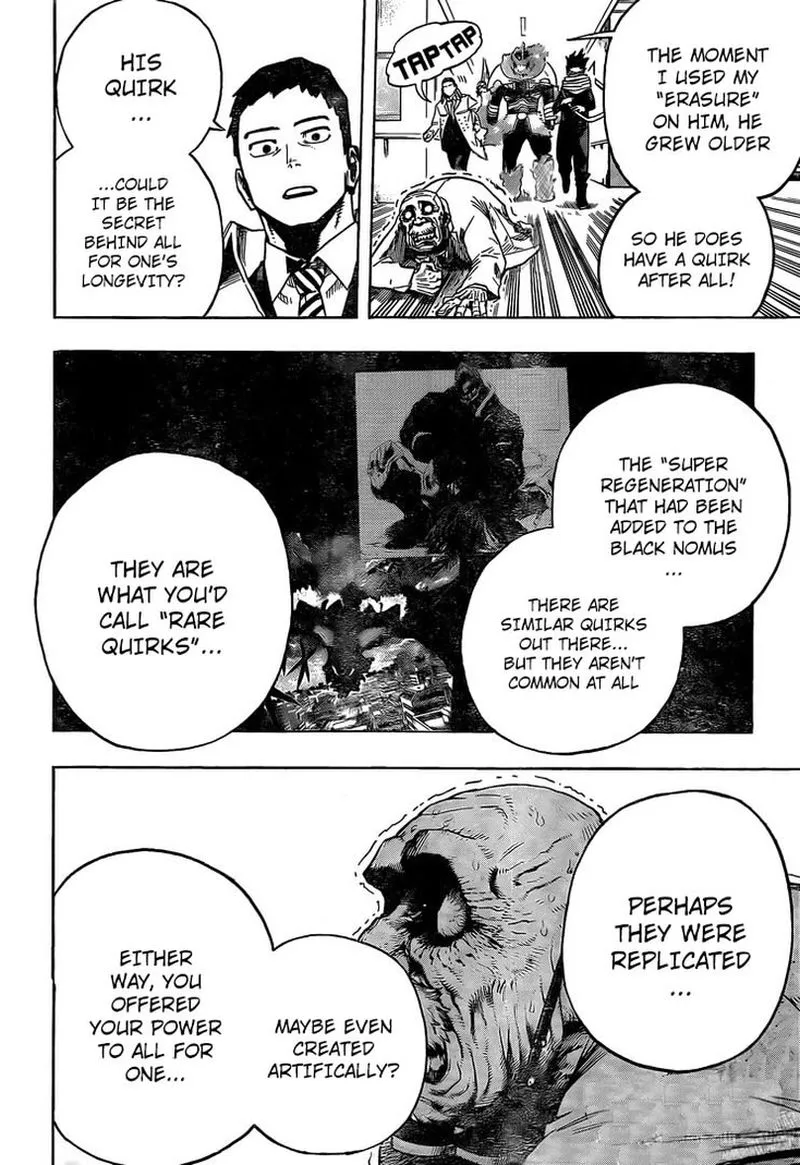 THE MOMENT
I USED MY
"ERASURE"
ON HIM, HE
GREW OLDER
SO HE DOES
HAVE A QUIRK
AFTER ALL!
!
TAPTAP
HIS
QUIRK
...
...COULD
IT BE THE
SECRET
BEHIND ALL
FOR ONE'S
LONGEVITY?
THE "SUPER
REGENERATION"
THAT HAD BEEN
ADDED TO THE
BLACK NOMUS
...
THERE ARE
SIMILAR QUIRKS
OUT THERE...
BUT THEY AREN'T
COMMON AT ALL
THEY ARE
WHAT YOU'D
CALL "RARE
QUIRKS"...
PERHAPS
THEY WERE
REPLICATED
...
MAYBE EVEN
CREATED
ARTIFICALLY?
EITHER
WAY, YOU
OFFERED
YOUR POWER
TO ALL FOR
ONE...